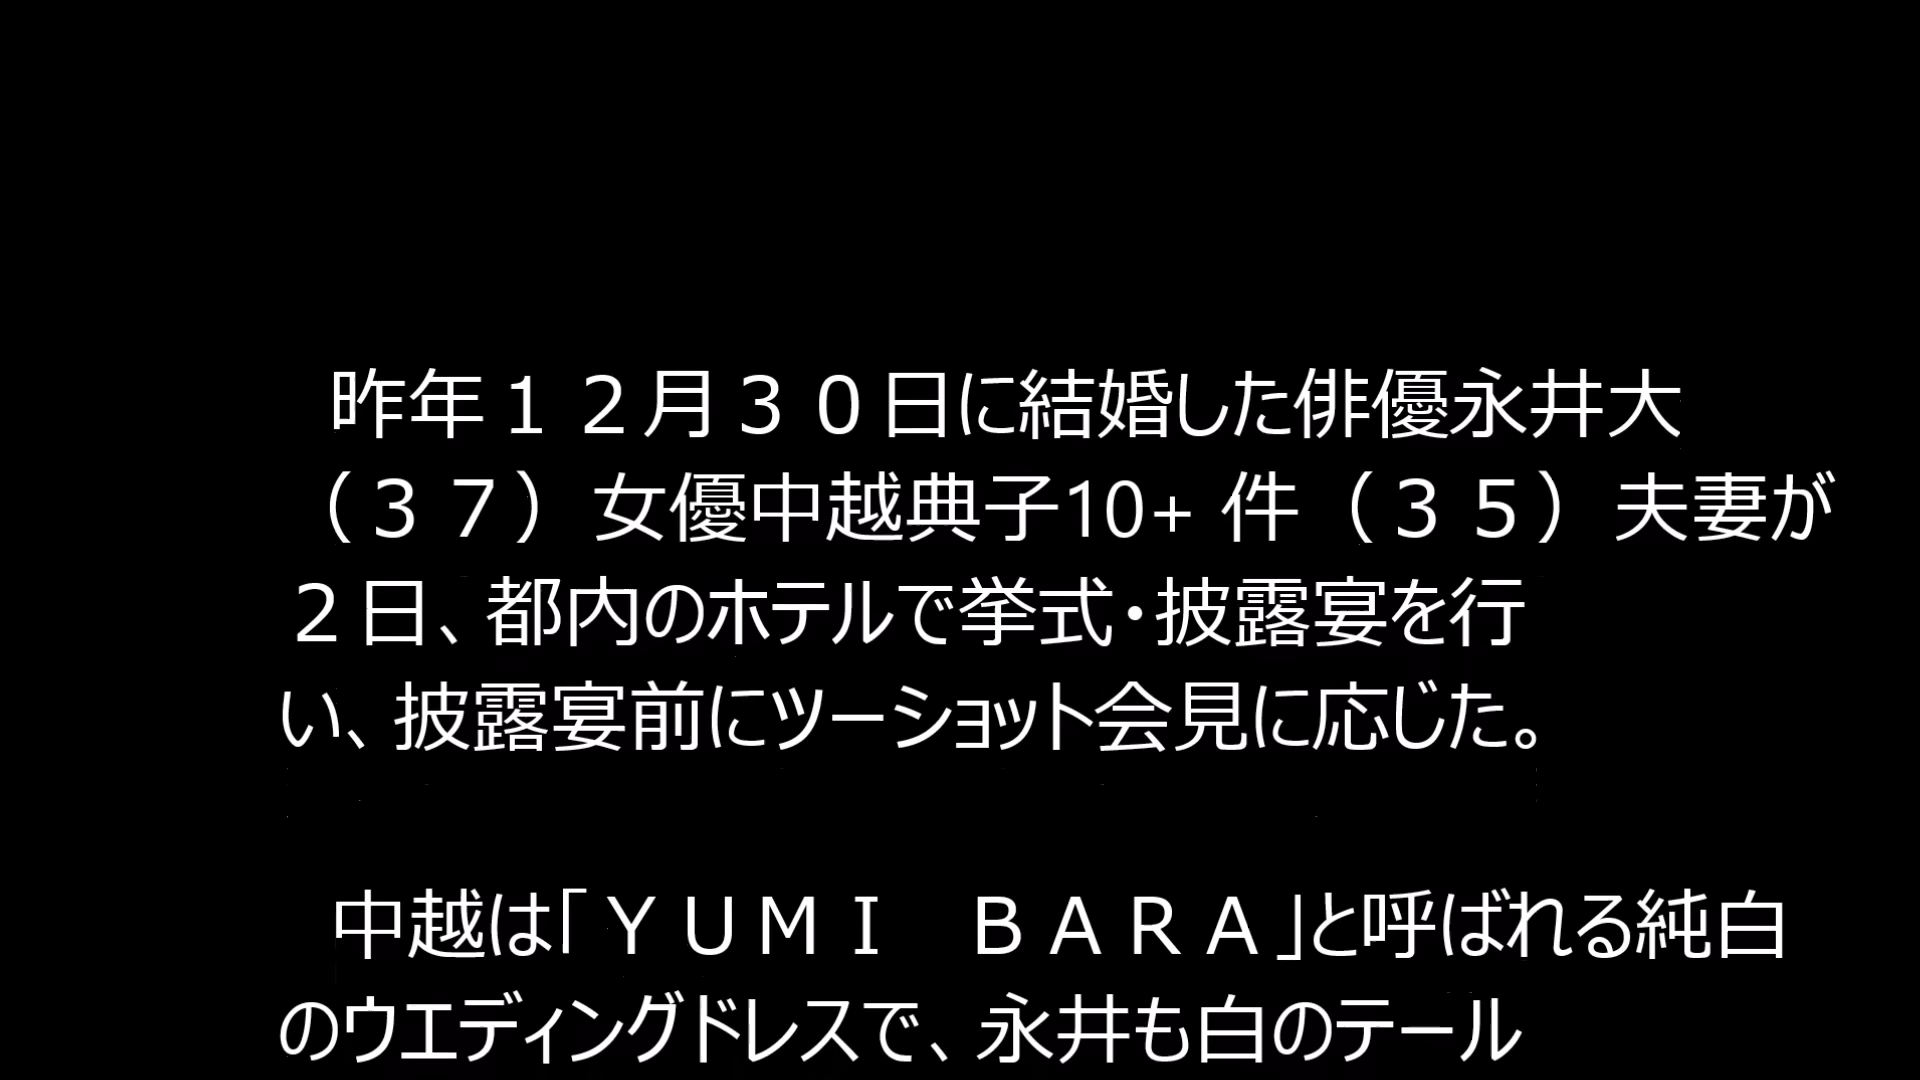 昨年１２月３０日に結婚した俳優永井大
（３７）女優中越典子10+ 件（３５）夫妻が
２日、都内のホテルで挙式・披露宴を行
い、披露宴前にツーショット会見に応じた。
中越は「ＹＵＭＩ　ＢＡＲＡ」と呼ばれる純白
のウエディングドレスで、永井も白のテール